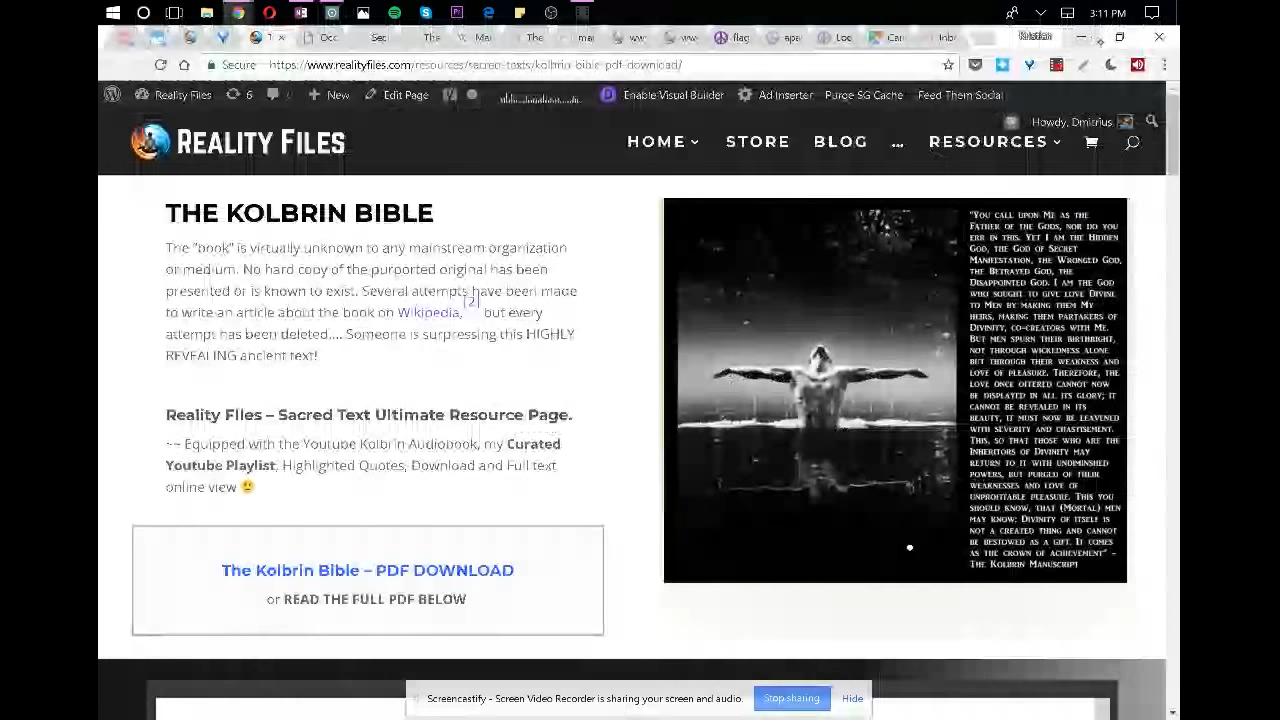 3:11 PM
T
Occ
Sec
The
Mai
The
mai
ww
ww
flag
apai
Loe
Can
Inb
Kristian
Secure
https://www.realityfiles.com/resources/sacred-texts/kolbrin-bible-pdf-download/
Reality Files
6
New
Edit Page
Enable Visual Builder
Ad Inserter
Purge SG Cache
Feed Them Social
Howdy, Dmitrius
REALITY FILES
HOME
STORE
BLOG
...
RESOURCES
THE KOLBRIN BIBLE
The "book" is virtually unknown to any mainstream organization
or medium. No hard copy of the purported original has been
presented or is known to exist. Several attempts have been made
to write an article about the book on Wikipedia, [2] but every
attempt has been deleted.... Someone is surpressing this HIGHLY
REVEALING ancient text!
Reality Files – Sacred Text Ultimate Resource Page.
~~ Equipped with the Youtube Kolbrin Audiobook, my Curated
Youtube Playlist, Highlighted Quotes, Download and Full text
online view
The Kolbrin Bible – PDF DOWNLOAD
or READ THE FULL PDF BELOW
"You call upon Me as the
Father of the Gods, nor do you
err in this. Yet I am the Hidden
God, the God of Secret
Manifestation, the Wronged God,
the Betrayed God, the
Disappointed God. I am the God
who sought to give love Divine
to Men by making them My
heirs, making them partakers of
Divinity, co-creators with Me.
But men spurn their birthright,
not through wickedness alone
but through their weakness and
love of pleasure. Therefore, the
love once offered cannot now
be displayed in all its glory; it
cannot be revealed in its
beauty, it must now be leavened
with severity and chastisement.
This, so that those who are the
Inheritors of Divinity may
return to it with undiminshed
powers, but purged of their
weaknesses and love of
unprofitable pleasure. This you
should know, that (Mortal) men
may know: Divinity of itself is
not a created thing and cannot
be bestowed as a gift. It comes
as the crown of achievement" –
The Kolbrin Manuscript
Screencastify - Screen Video Recorder is sharing your screen and audio.
Stop sharing
Hide